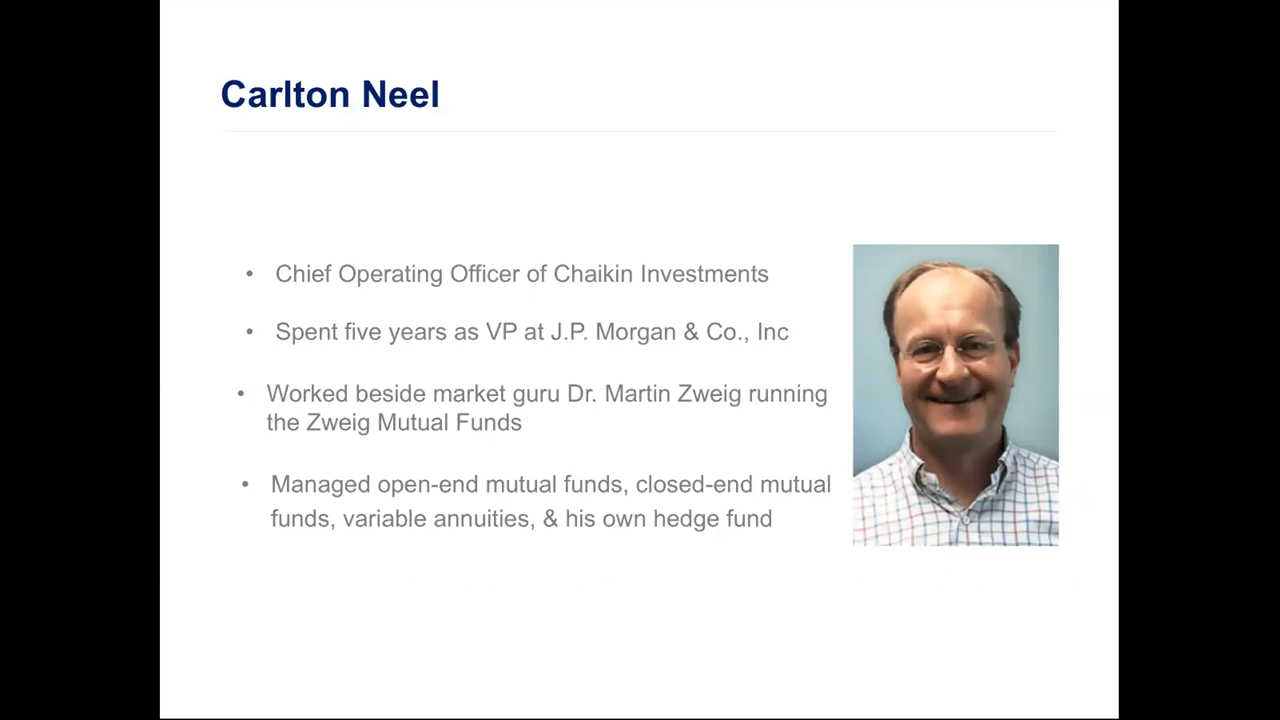 Carlton Neel
• Chief Operating Officer of Chaikin Investments
• Spent five years as VP at J.P. Morgan & Co., Inc
• Worked beside market guru Dr. Martin Zweig running
the Zweig Mutual Funds
• Managed open-end mutual funds, closed-end mutual
funds, variable annuities, & his own hedge fund